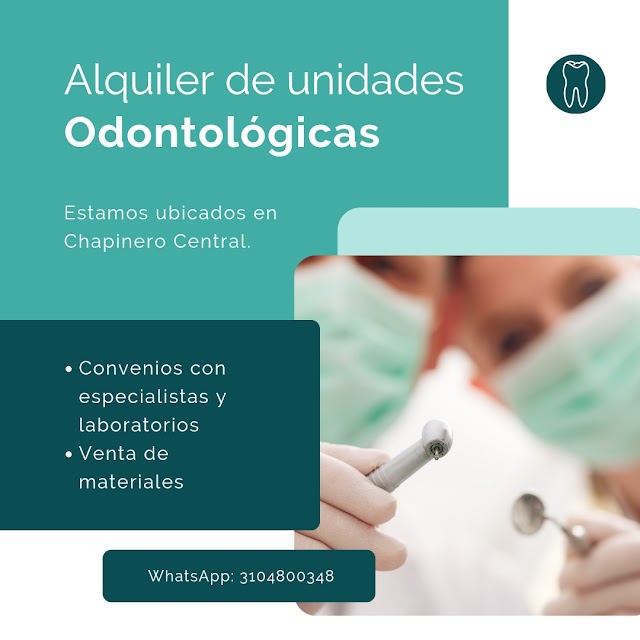 Alquiler de unidades
Odontológicas
Estamos ubicados en
Chapinero Central.
• Convenios con
especialistas y
laboratorios
• Venta de
materiales
WhatsApp: 3104800348